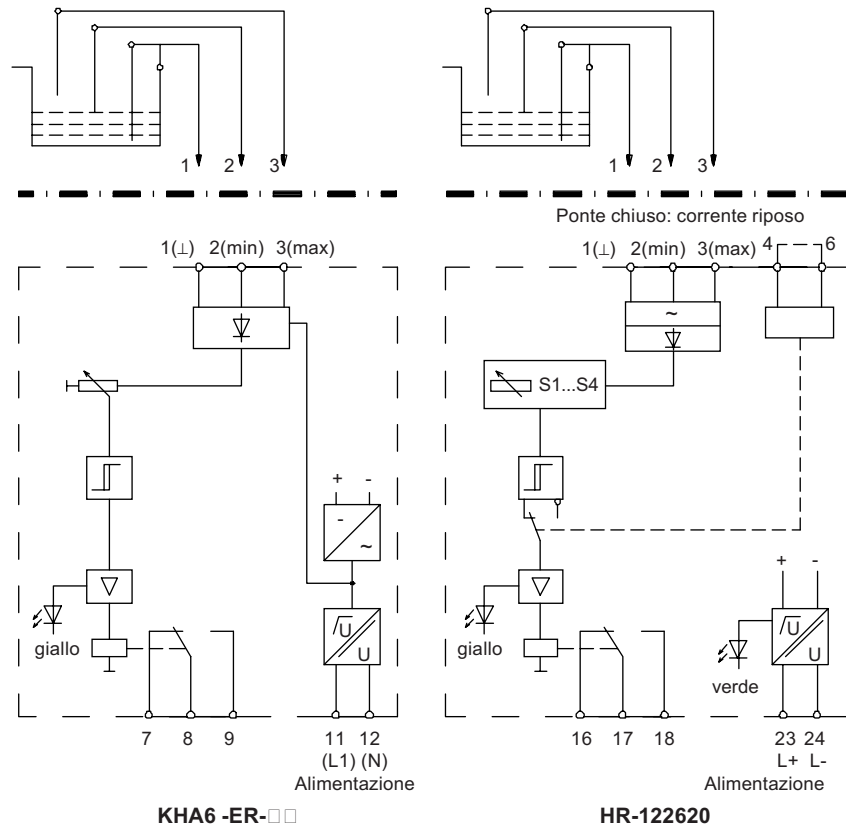 1 2 3
1 2 3
Ponte chiuso: corrente riposo
1(⊥) 2(min) 3(max)
1(⊥) 2(min) 3(max) 4 6
~
S1...S4
+ -
-
~
+ -
U
U
giallo
U
U
giallo
verde
7 8 9 11 12
(L1) (N)
Alimentazione
16 17 18 23 24
L+ L-
Alimentazione
KHA6 -ER-□□
HR-122620